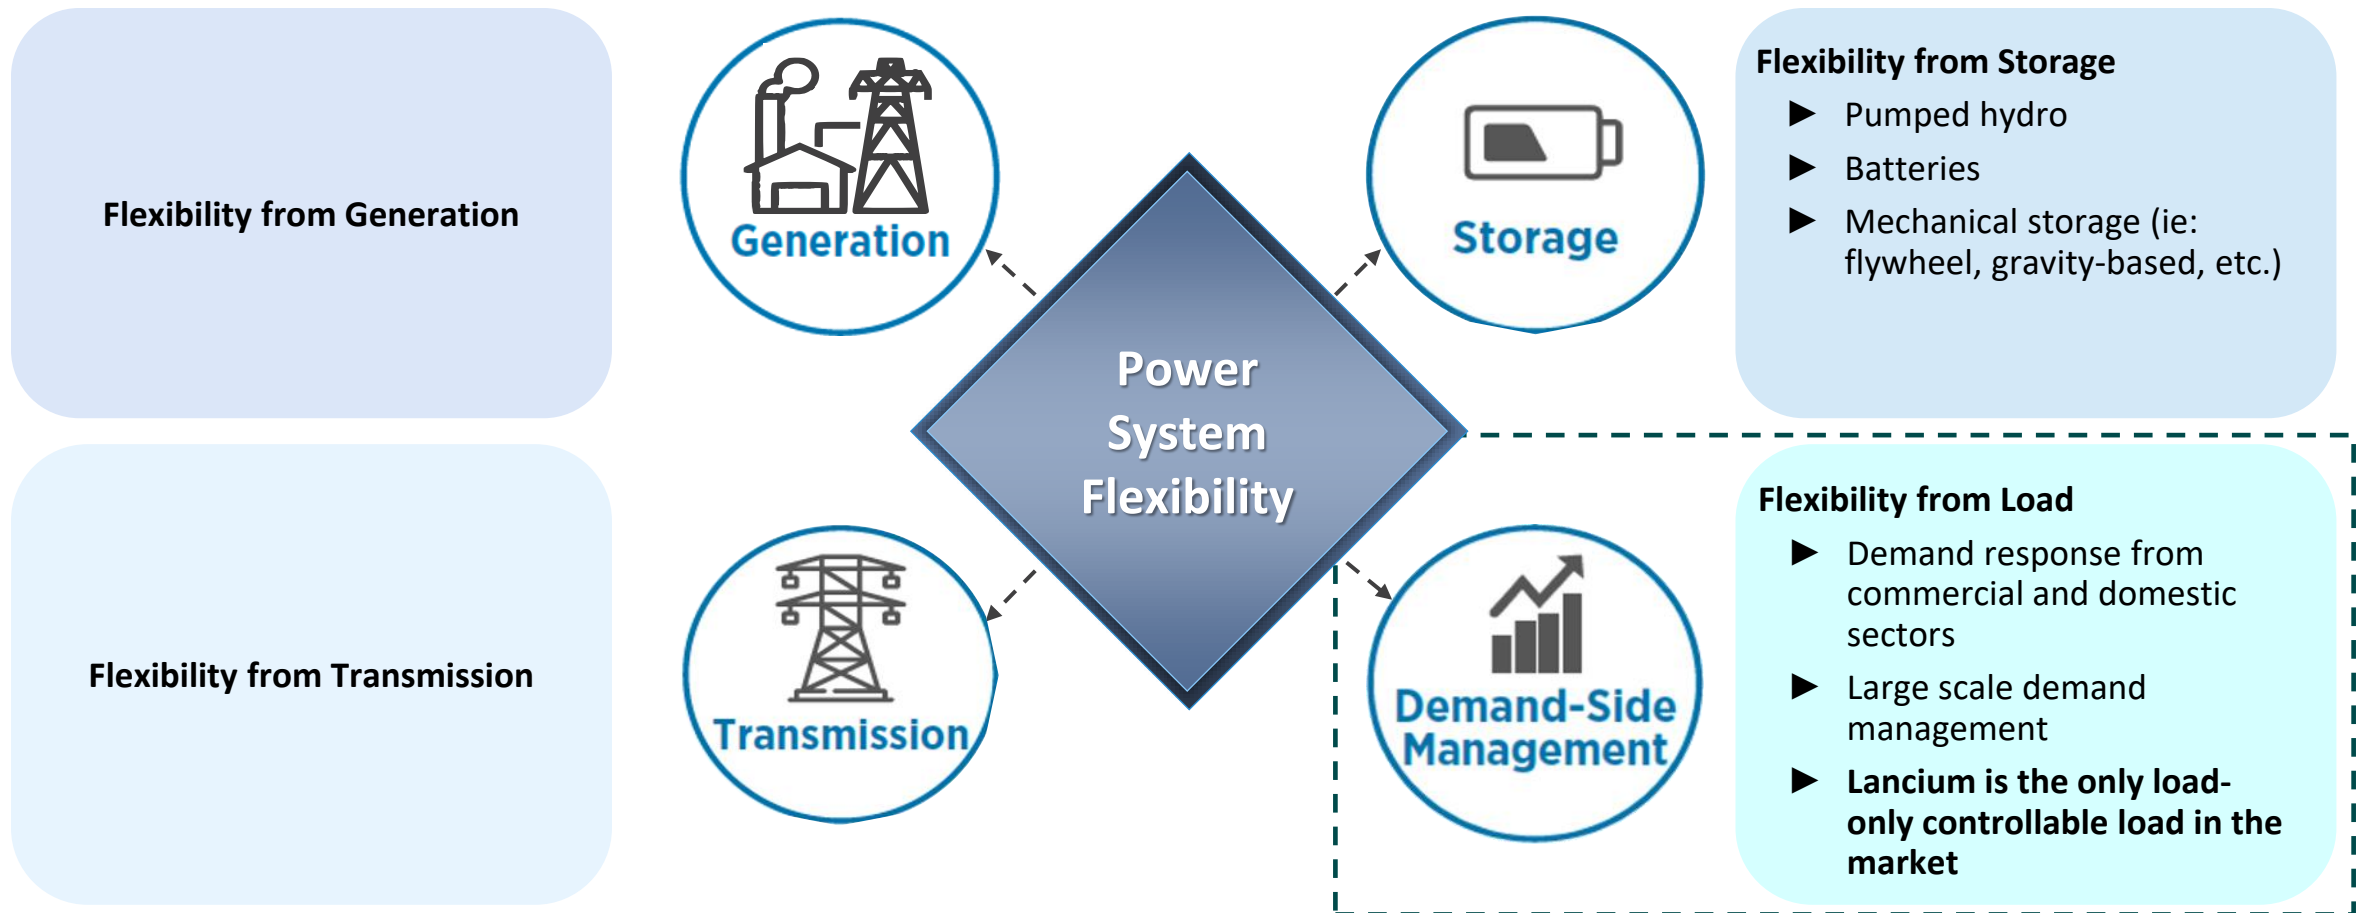 Flexibility from Generation
Generation
Storage
Flexibility from Storage
► Pumped hydro
► Batteries
► Mechanical storage (ie:
flywheel, gravity-based, etc.)
Power
System
Flexibility
Flexibility from Transmission
Transmission
Demand-Side
Management
Flexibility from Load
► Demand response from
commercial and domestic
sectors
► Large scale demand
management
► Lancium is the only load-
only controllable load in the
market